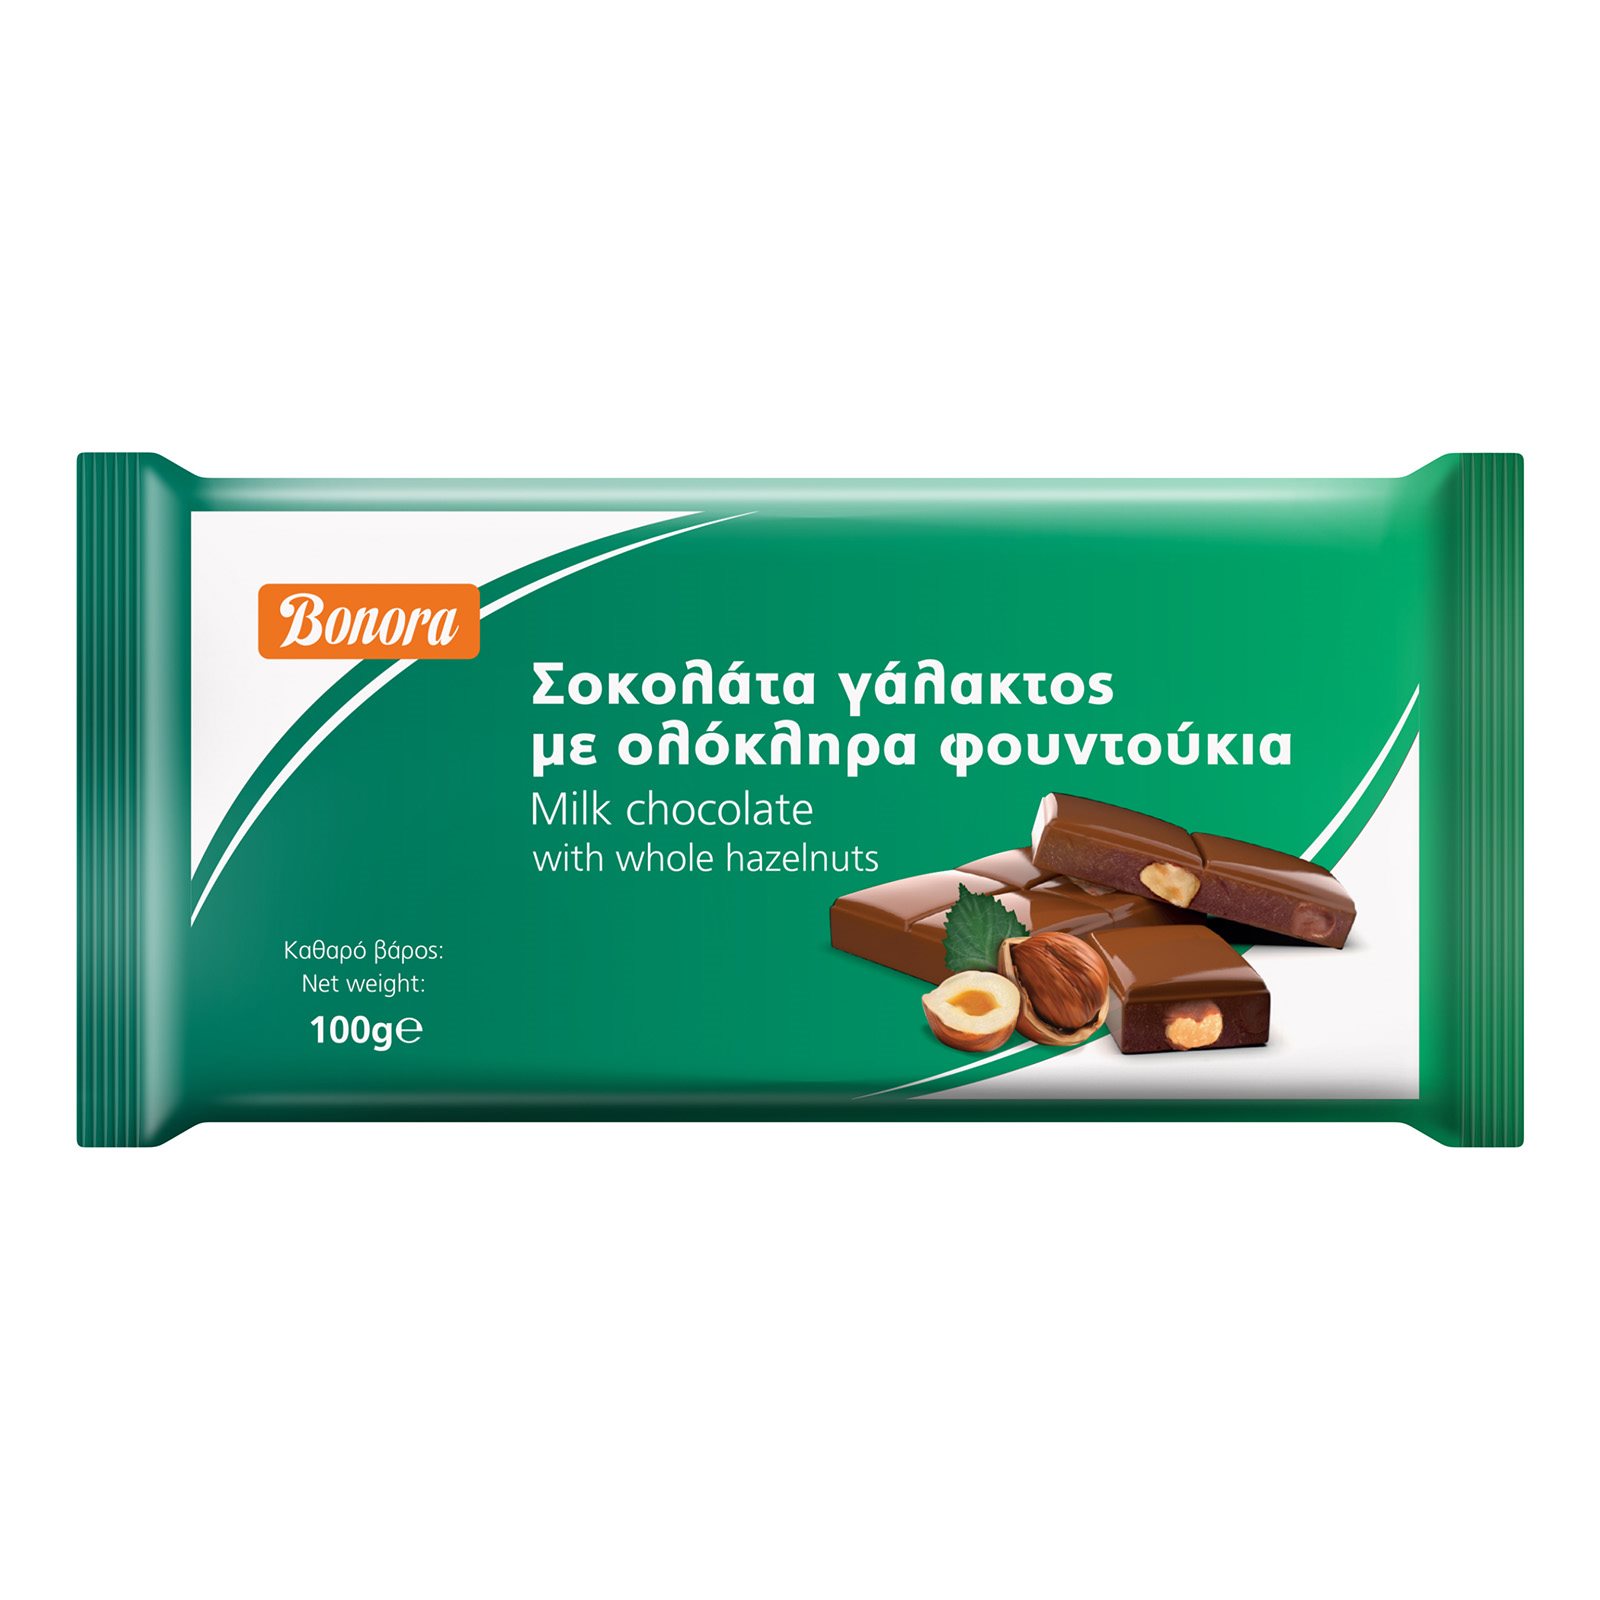 Bonora
Σοκολάτα γάλακτος
με ολόκληρα φουντούκια
Milk chocolate
with whole hazelnuts
Καθαρό βάρος:
Net weight:
100g℮